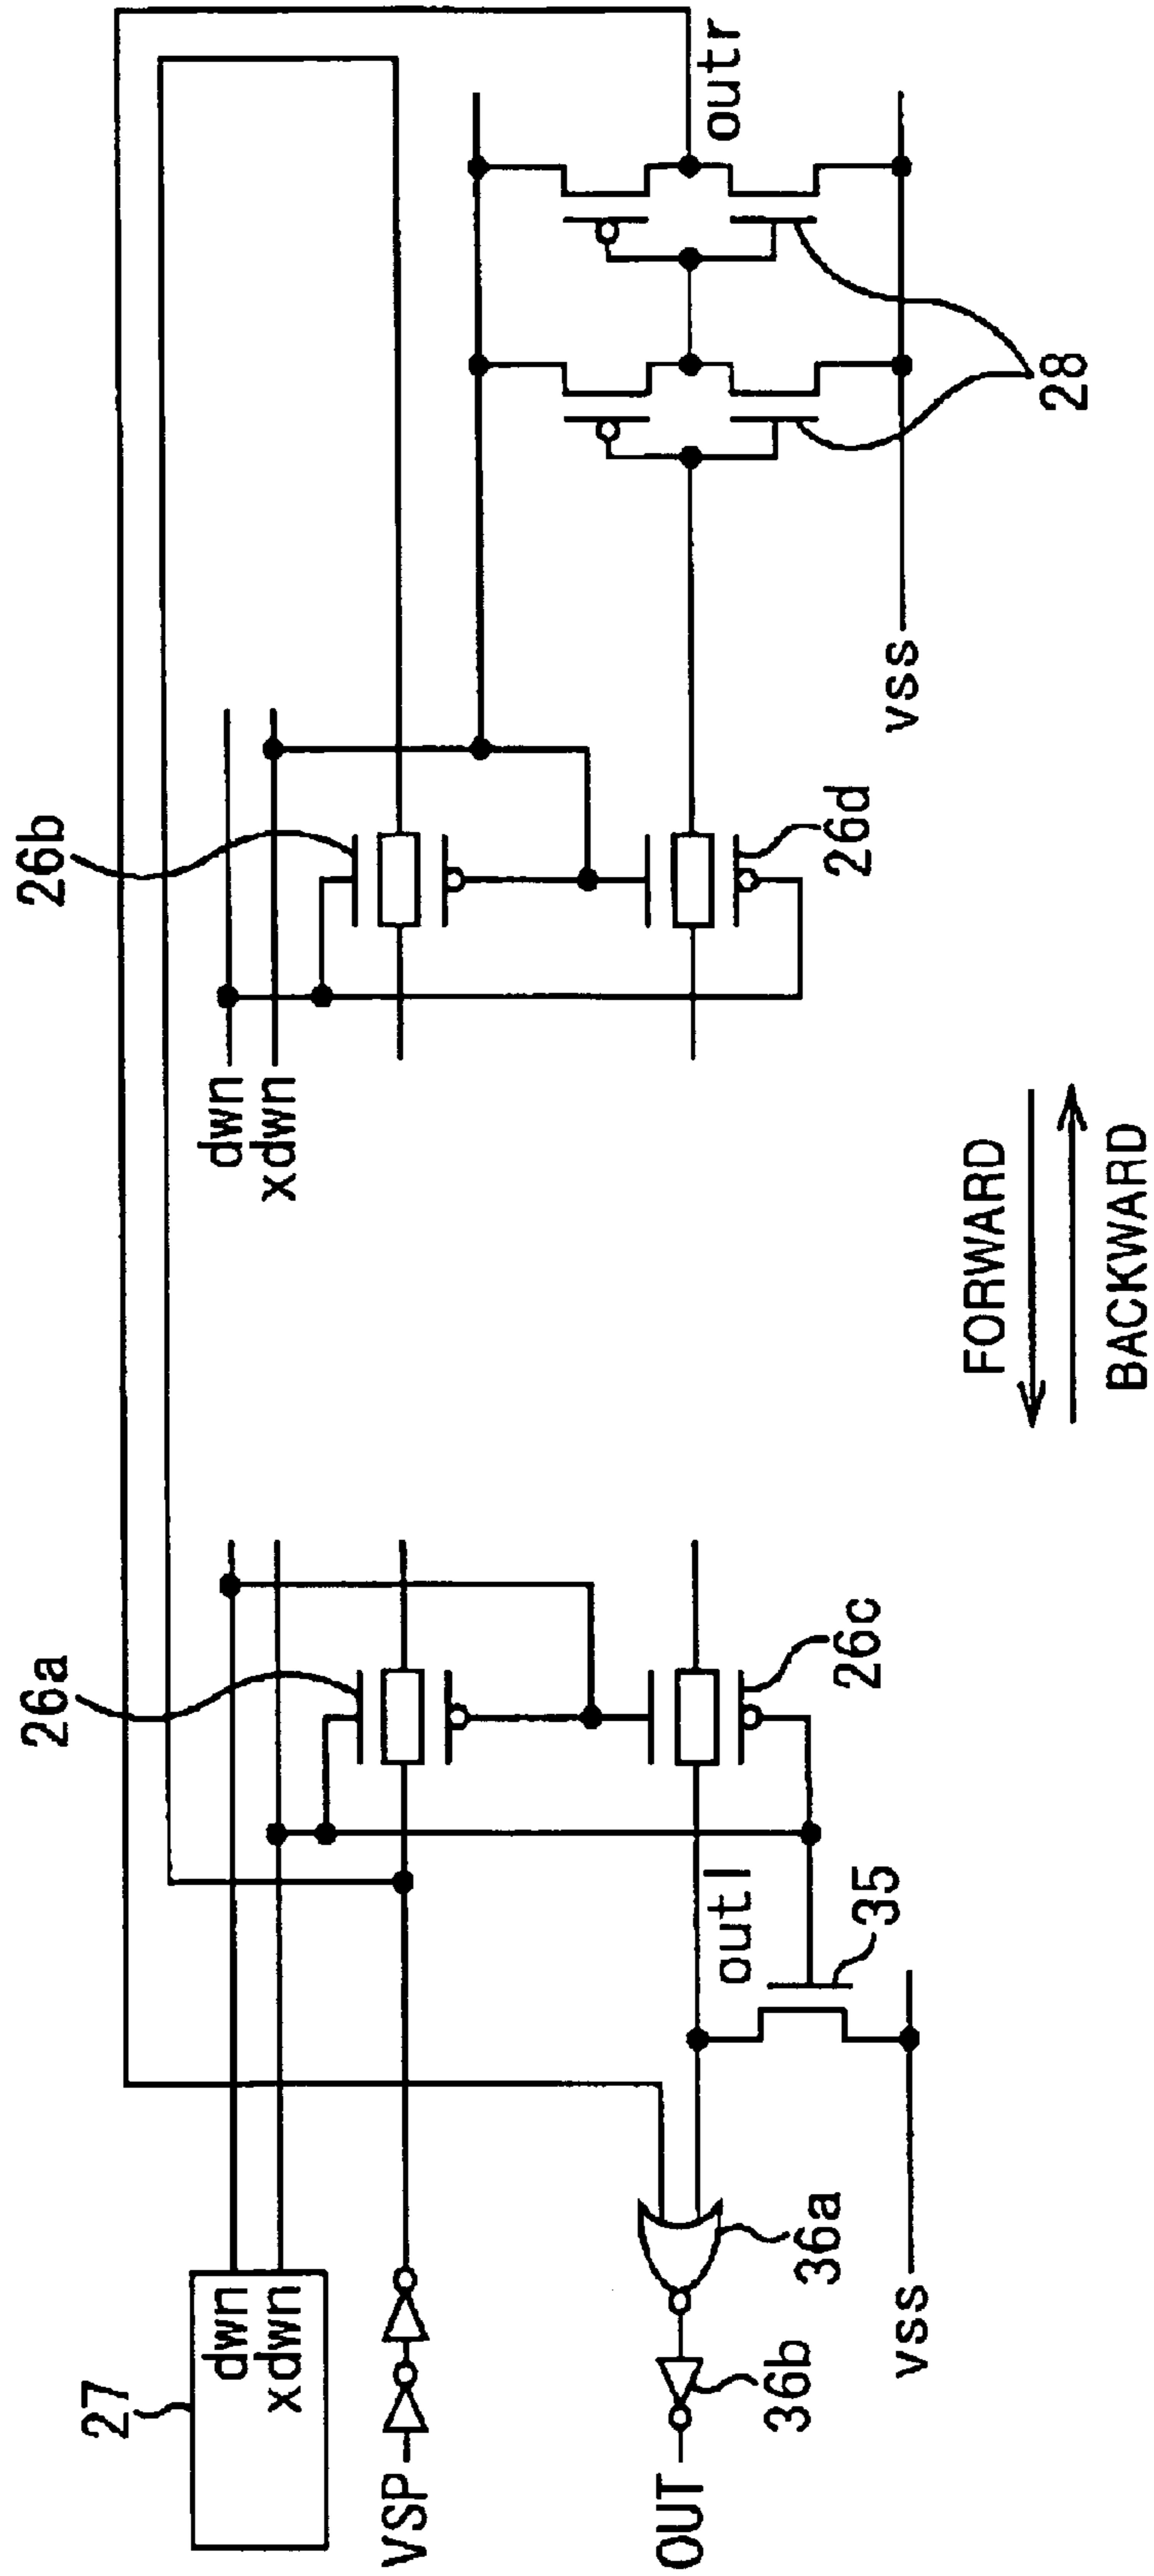 27
dwn
xdwn
VSP
OUT
36b
36a
vss
35
outl
26a
26c
FORWARD
BACKWARD
dwn
xdwn
26b
26d
vss
28
outr